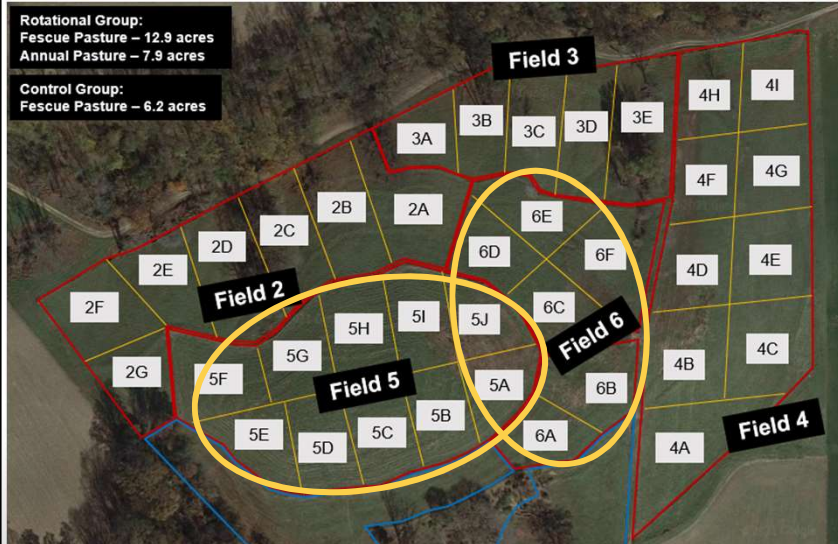 Rotational Group:
Fescue Pasture – 12.9 acres
Annual Pasture – 7.9 acres
Control Group:
Fescue Pasture – 6.2 acres
Field 3
3A
3B
3C
3D
3E
4H
4I
4F
4G
4D
4E
4B
4C
4A
Field 4
2A
2B
2C
2D
2E
2F
2G
Field 2
6E
6D
6F
6C
6B
6A
Field 6
5J
5I
5H
5G
5F
Field 5
5A
5B
5C
5D
5E